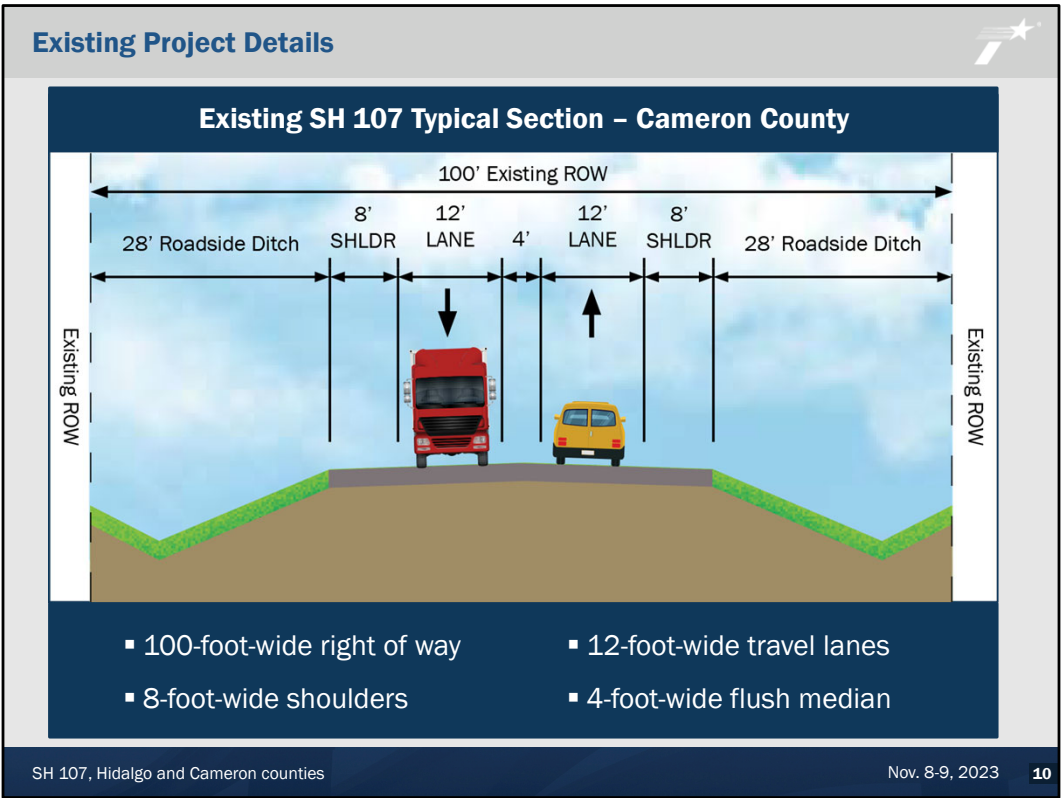 Existing Project Details
Existing SH 107 Typical Section – Cameron County
100' Existing ROW
28' Roadside Ditch
8'
SHLDR
12'
LANE
4'
12'
LANE
8'
SHLDR
28' Roadside Ditch
Existing ROW
Existing ROW
▪ 100-foot-wide right of way
▪ 8-foot-wide shoulders
▪ 12-foot-wide travel lanes
▪ 4-foot-wide flush median
SH 107, Hidalgo and Cameron counties
Nov. 8-9, 2023
10